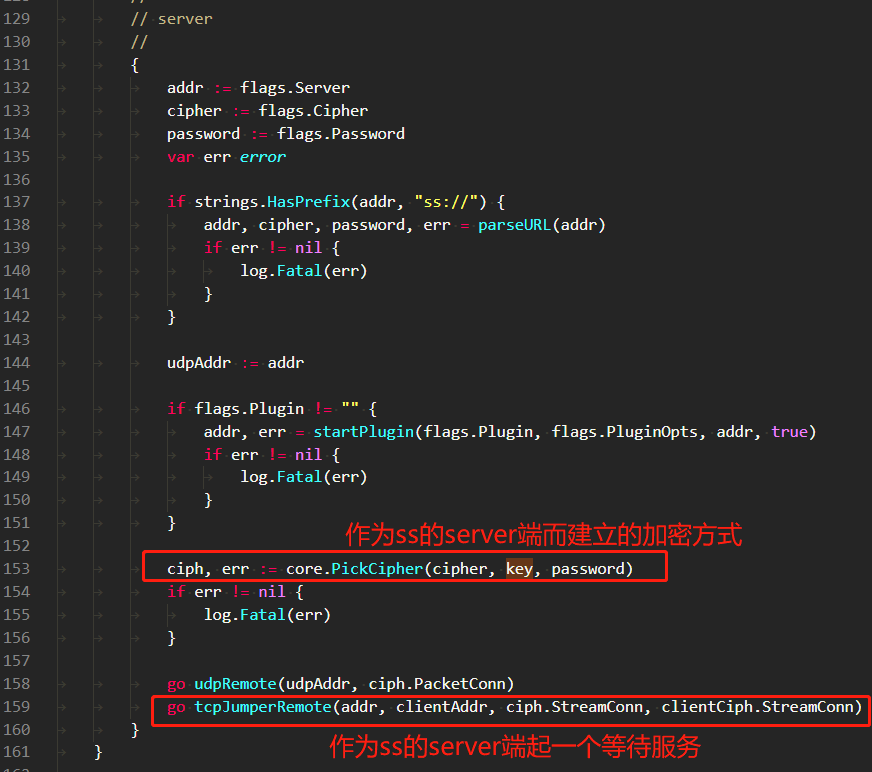 129 // server
130 //
131 {
132 addr := flags.Server
133 cipher := flags.Cipher
134 password := flags.Password
135 var err error
136
137 if strings.HasPrefix(addr, "ss://") {
138 addr, cipher, password, err = parseURL(addr)
139 if err != nil {
140 log.Fatal(err)
141 }
142 }
143
144 udpAddr := addr
145
146 if flags.Plugin != "" {
147 addr, err = startPlugin(flags.Plugin, flags.PluginOpts, addr, true)
148 if err != nil {
149 log.Fatal(err)
150 }
151 }
作为ss的server端而建立的加密方式
152
153 ciph, err := core.PickCipher(cipher, key, password)
154 if err != nil {
155 log.Fatal(err)
156 }
157
158 go udpRemote(udpAddr, ciph.PacketConn)
159 go tcpJumperRemote(addr, clientAddr, ciph.StreamConn, clientCiph.StreamConn)
160 }
作为ss的server端起一个等待服务
161 }